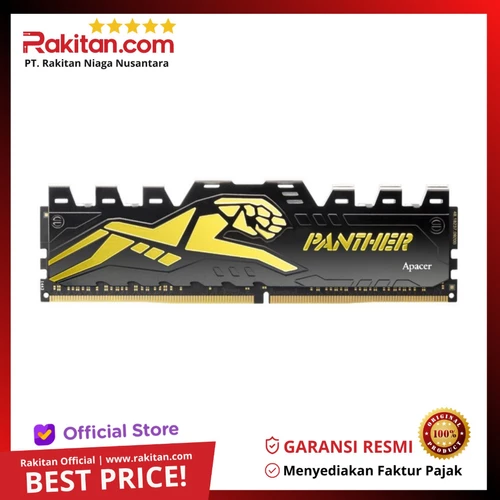 Rakitan.com
PT. Rakitan Niaga Nusantara
PANTHER
Apacer
Official Store
Rakitan Official | www.rakitan.com
BEST PRICE!
GARANSI RESMI
Menyediakan Faktur Pajak
ORIGINAL
100%
PRODUCT